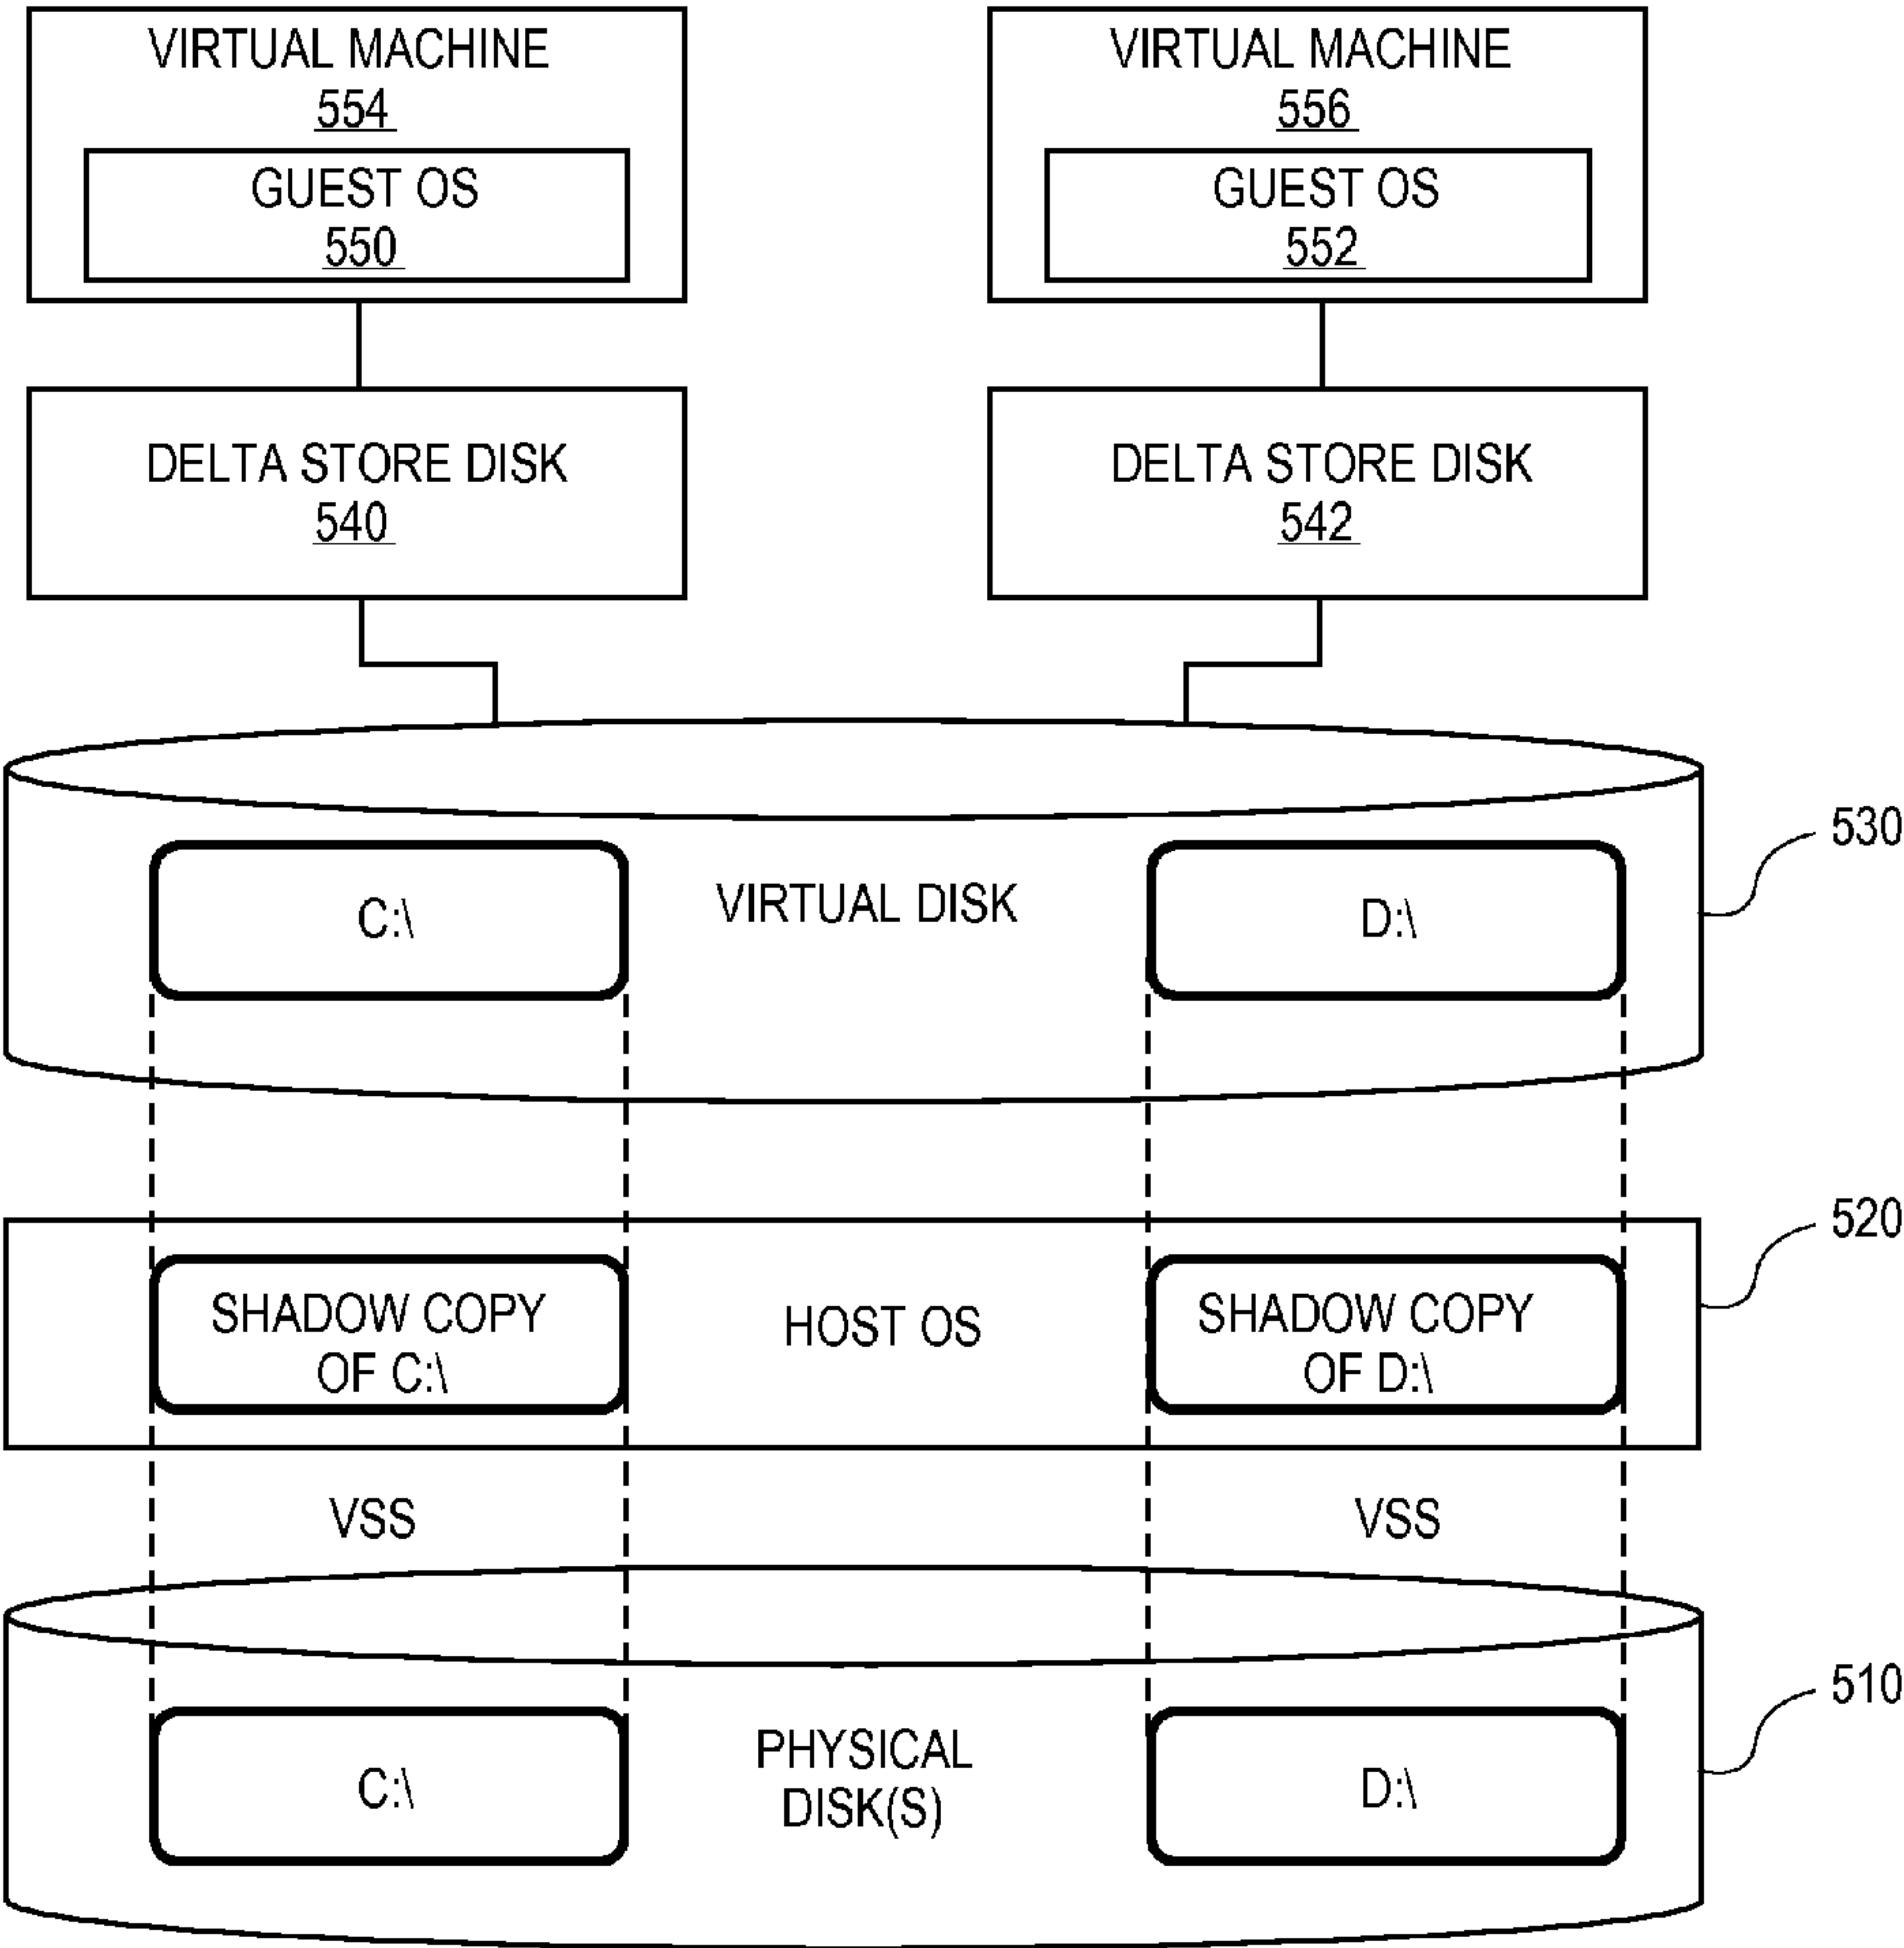 VIRTUAL MACHINE
554
GUEST OS
550
VIRTUAL MACHINE
556
GUEST OS
552
DELTA STORE DISK
540
DELTA STORE DISK
542
530
C:\
VIRTUAL DISK
D:\
520
SHADOW COPY
OF C:\
HOST OS
SHADOW COPY
OF D:\
VSS
VSS
510
C:\
PHYSICAL
DISK(S)
D:\